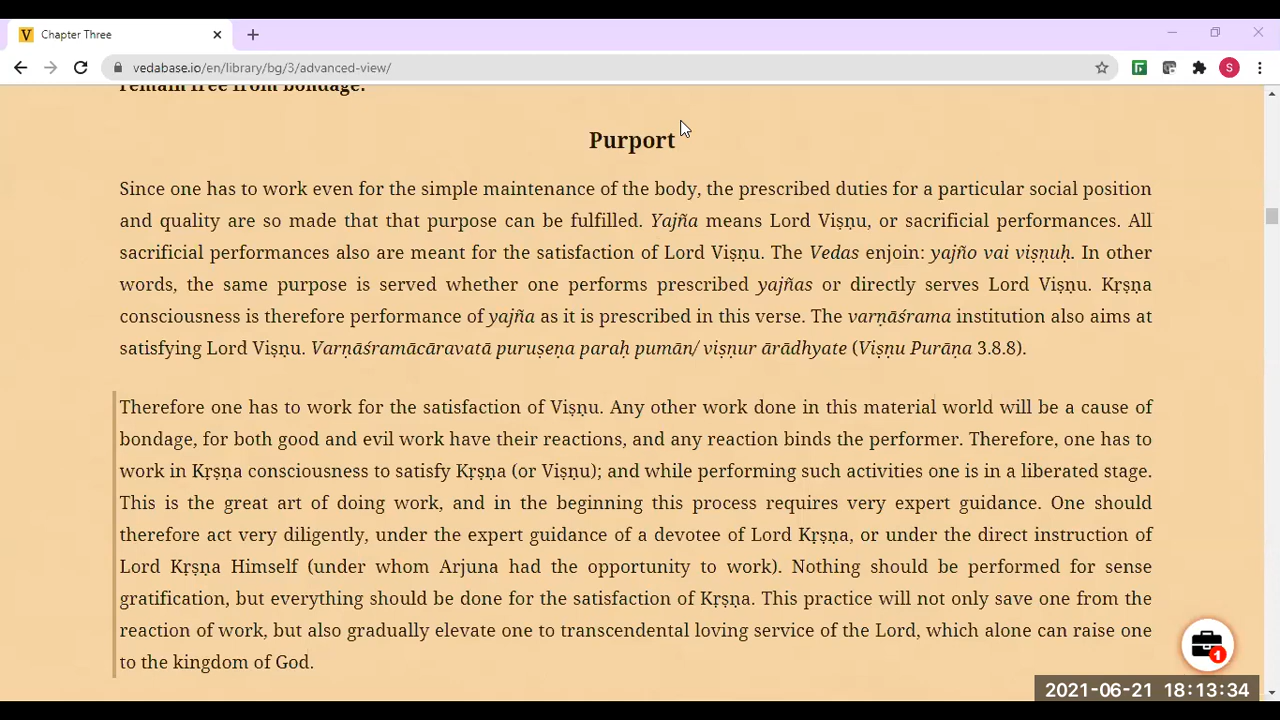 Chapter Three
vedabase.io/en/library/bg/3/advanced-view/
S
remain free from bondage.
Purport
Since one has to work even for the simple maintenance of the body, the prescribed duties for a particular social position
and quality are so made that that purpose can be fulfilled. Yajña means Lord Viṣṇu, or sacrificial performances. All
sacrificial performances also are meant for the satisfaction of Lord Viṣṇu. The Vedas enjoin: yajño vai viṣṇuḥ. In other
words, the same purpose is served whether one performs prescribed yajñas or directly serves Lord Viṣṇu. Kṛṣṇa
consciousness is therefore performance of yajña as it is prescribed in this verse. The varṇāśrama institution also aims at
satisfying Lord Viṣṇu. Varṇāśramācāravatā puruṣeṇa paraḥ pumān/ viṣṇur ārādhyate (Viṣṇu Purāṇa 3.8.8).
Therefore one has to work for the satisfaction of Viṣṇu. Any other work done in this material world will be a cause of
bondage, for both good and evil work have their reactions, and any reaction binds the performer. Therefore, one has to
work in Kṛṣṇa consciousness to satisfy Kṛṣṇa (or Viṣṇu); and while performing such activities one is in a liberated stage.
This is the great art of doing work, and in the beginning this process requires very expert guidance. One should
therefore act very diligently, under the expert guidance of a devotee of Lord Kṛṣṇa, or under the direct instruction of
Lord Kṛṣṇa Himself (under whom Arjuna had the opportunity to work). Nothing should be performed for sense
gratification, but everything should be done for the satisfaction of Kṛṣṇa. This practice will not only save one from the
reaction of work, but also gradually elevate one to transcendental loving service of the Lord, which alone can raise one
to the kingdom of God.
1
2021-06-21 18:13:34